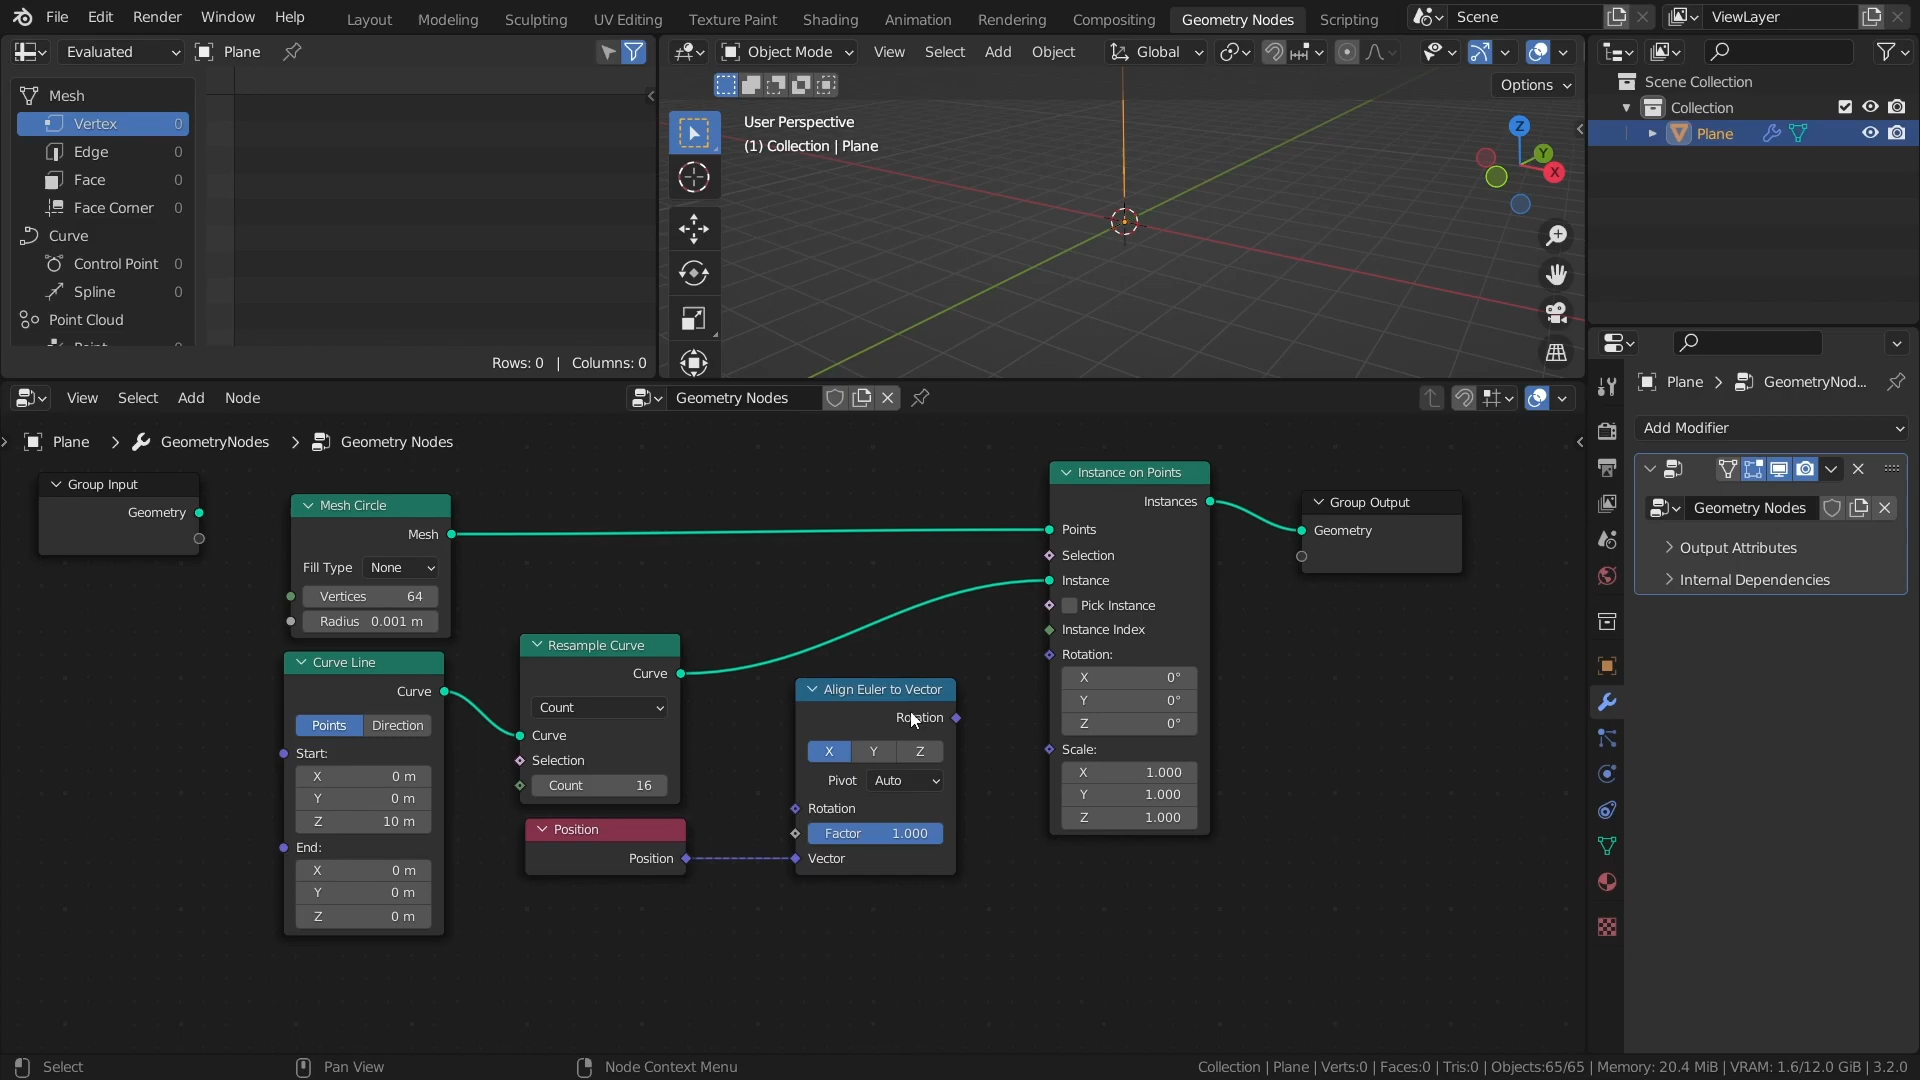 File Edit Render Window Help Layout Modeling Sculpting UV Editing Texture Paint Shading Animation Rendering Compositing Geometry Nodes Scripting Scene ViewLayer
Evaluated Plane
Object Mode View Select Add Object Global
Options
Mesh
Vertex 0
Edge 0
Face 0
Face Corner 0
Curve
Control Point 0
Spline 0
Point Cloud
Rows: 0 | Columns: 0
User Perspective
(1) Collection | Plane
Z
Y
X
Scene Collection
Collection
Plane
View Select Add Node Geometry Nodes
Plane > GeometryNodes > Geometry Nodes
Group Input
Geometry
Mesh Circle
Mesh
Fill Type None
Vertices 64
Radius 0.001 m
Curve Line
Curve
Points Direction
Start:
X 0 m
Y 0 m
Z 10 m
End:
X 0 m
Y 0 m
Z 0 m
Resample Curve
Curve
Count
Curve
Selection
Count 16
Position
Position
Align Euler to Vector
Rotation
X Y Z
Pivot Auto
Rotation
Factor 1.000
Vector
Instance on Points
Instances
Points
Selection
Instance
Pick Instance
Instance Index
Rotation:
X 0°
Y 0°
Z 0°
Scale:
X 1.000
Y 1.000
Z 1.000
Group Output
Geometry
Plane > GeometryNod...
Add Modifier
Geometry Nodes
Output Attributes
Internal Dependencies
Select Pan View Node Context Menu Collection | Plane | Verts:0 | Faces:0 | Tris:0 | Objects:65/65 | Memory: 20.4 MiB | VRAM: 1.6/12.0 GiB | 3.2.0